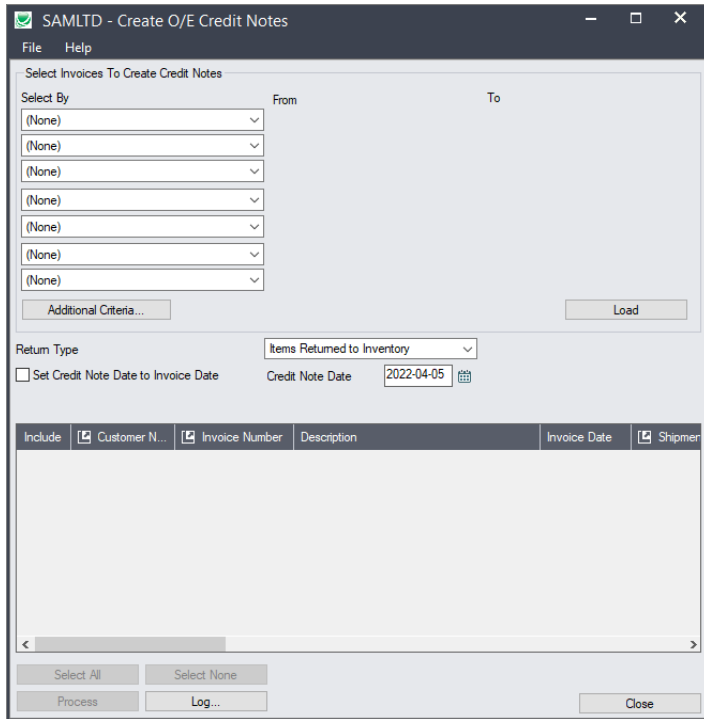 SAMLTD - Create O/E Credit Notes
File Help
Select Invoices To Create Credit Notes
Select By From To
(None)
(None)
(None)
(None)
(None)
(None)
(None)
Additional Criteria... Load
Return Type Items Returned to Inventory
Set Credit Note Date to Invoice Date Credit Note Date 2022-04-05
Include Customer N... Invoice Number Description Invoice Date Shipmen
Select All Select None
Process Log... Close